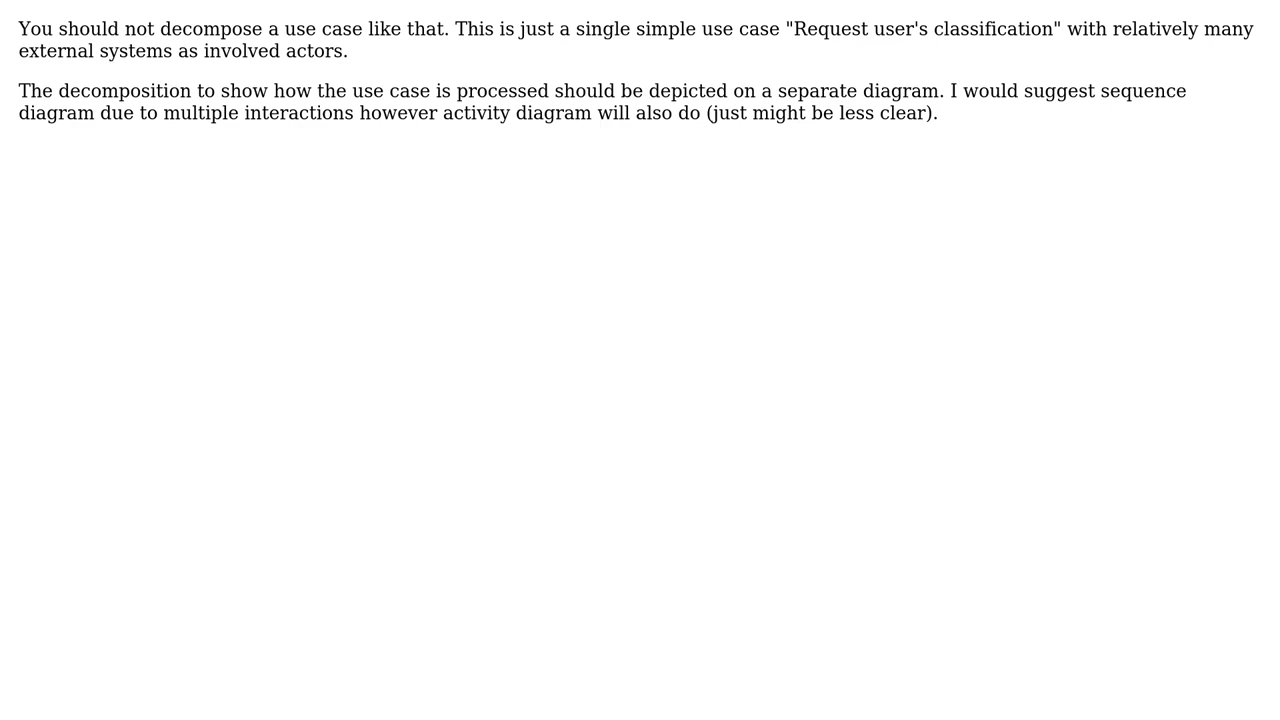 You should not decompose a use case like that. This is just a single simple use case "Request user's classification" with relatively many
external systems as involved actors.
The decomposition to show how the use case is processed should be depicted on a separate diagram. I would suggest sequence
diagram due to multiple interactions however activity diagram will also do (just might be less clear).